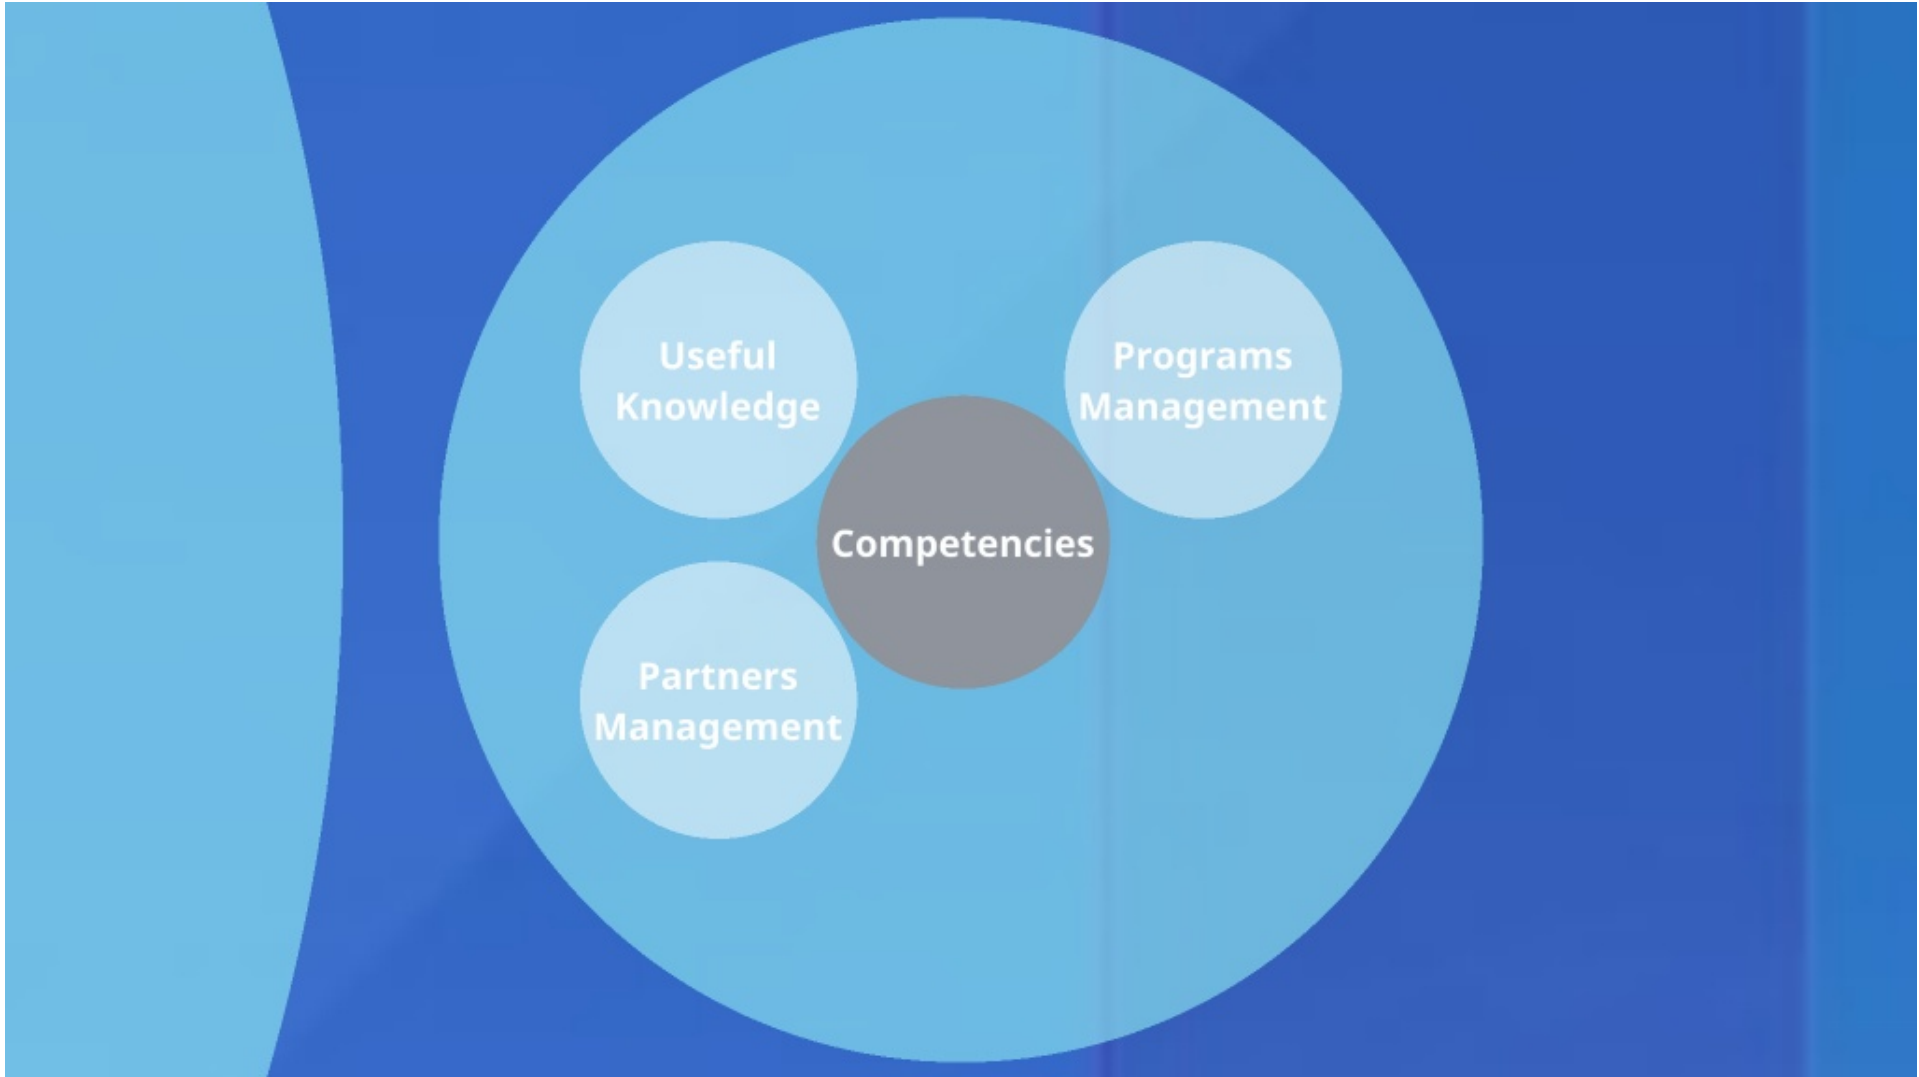 Useful
Knowledge
Programs
Management
Competencies
Partners
Management